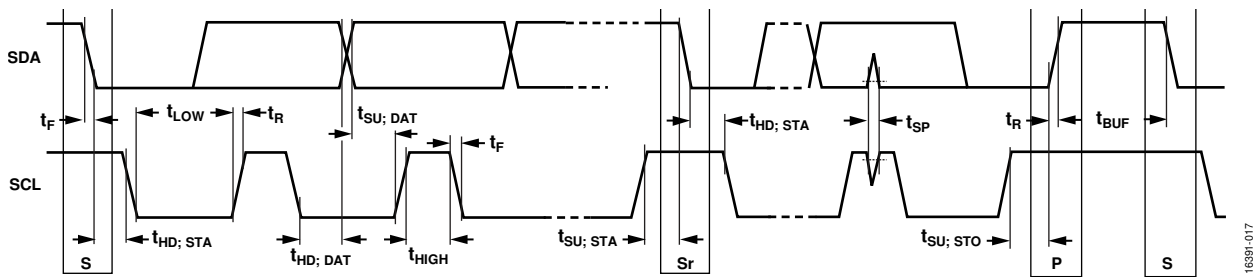 SDA
tF
tLOW
tR
tSU; DAT
tF
tHD; STA
tSP
tR
tBUF
SCL
tHD; STA
tHD; DAT
tHIGH
tSU; STA
tSU; STO
S
Sr
P
S
16391-017